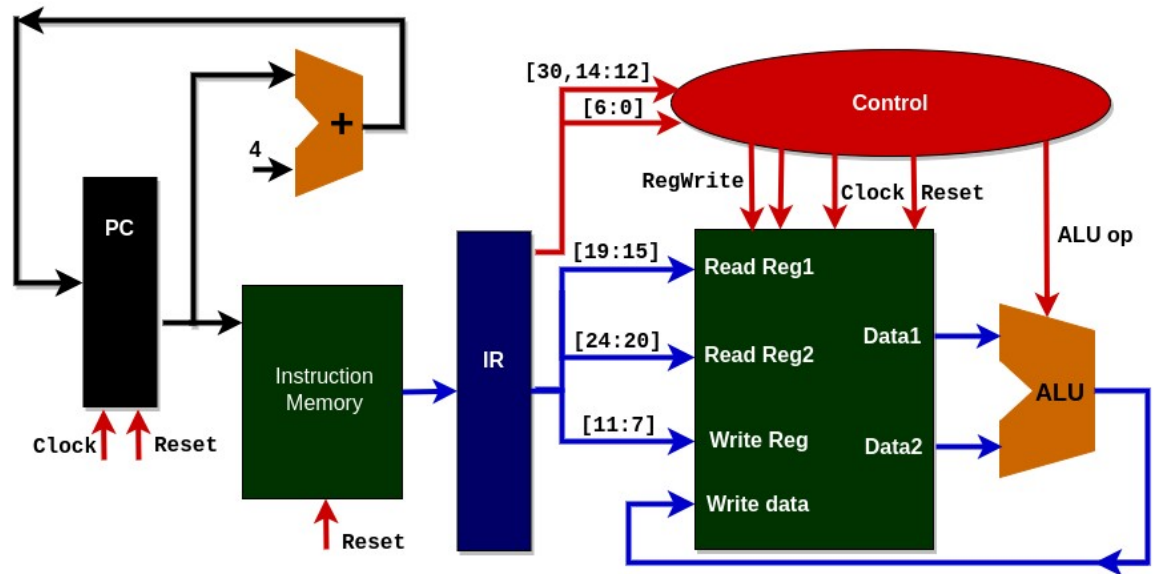 [30,14:12]
[6:0]
Control
+
4
RegWrite
Clock
Reset
PC
ALU op
[19:15]
Read Reg1
[24:20]
Read Reg2
Data1
Instruction
Memory
IR
ALU
[11:7]
Write Reg
Data2
Clock
Reset
Write data
Reset